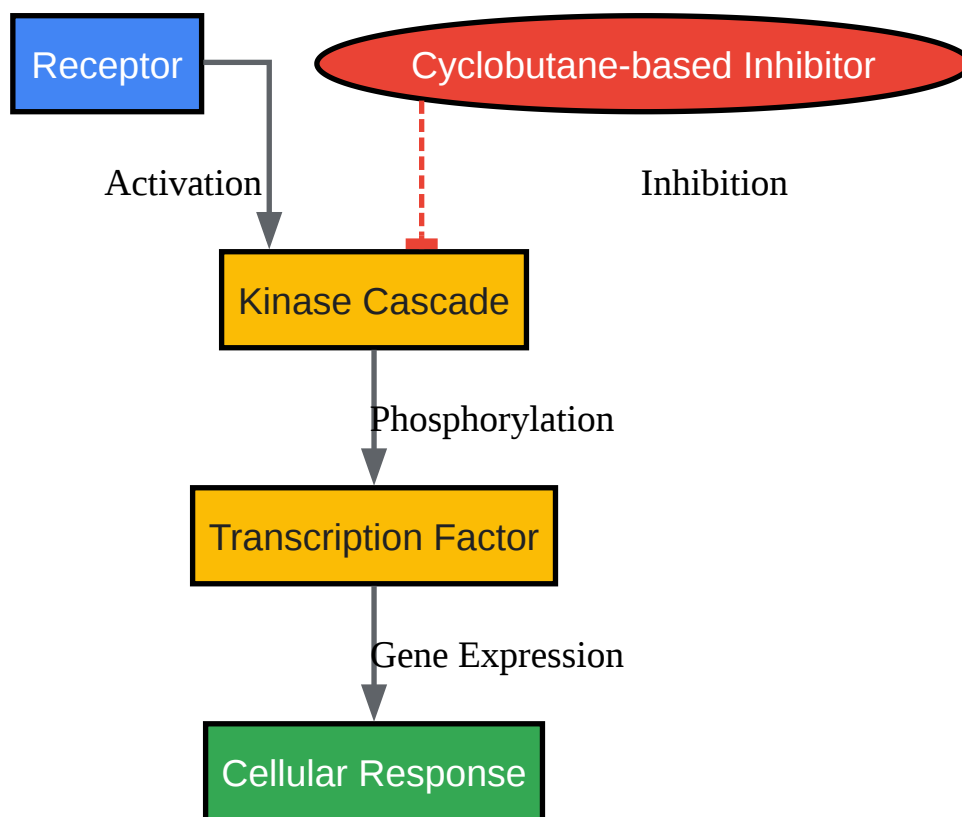 Receptor
Cyclobutane-based Inhibitor
Activation
Inhibition
Kinase Cascade
Phosphorylation
Transcription Factor
Gene Expression
Cellular Response